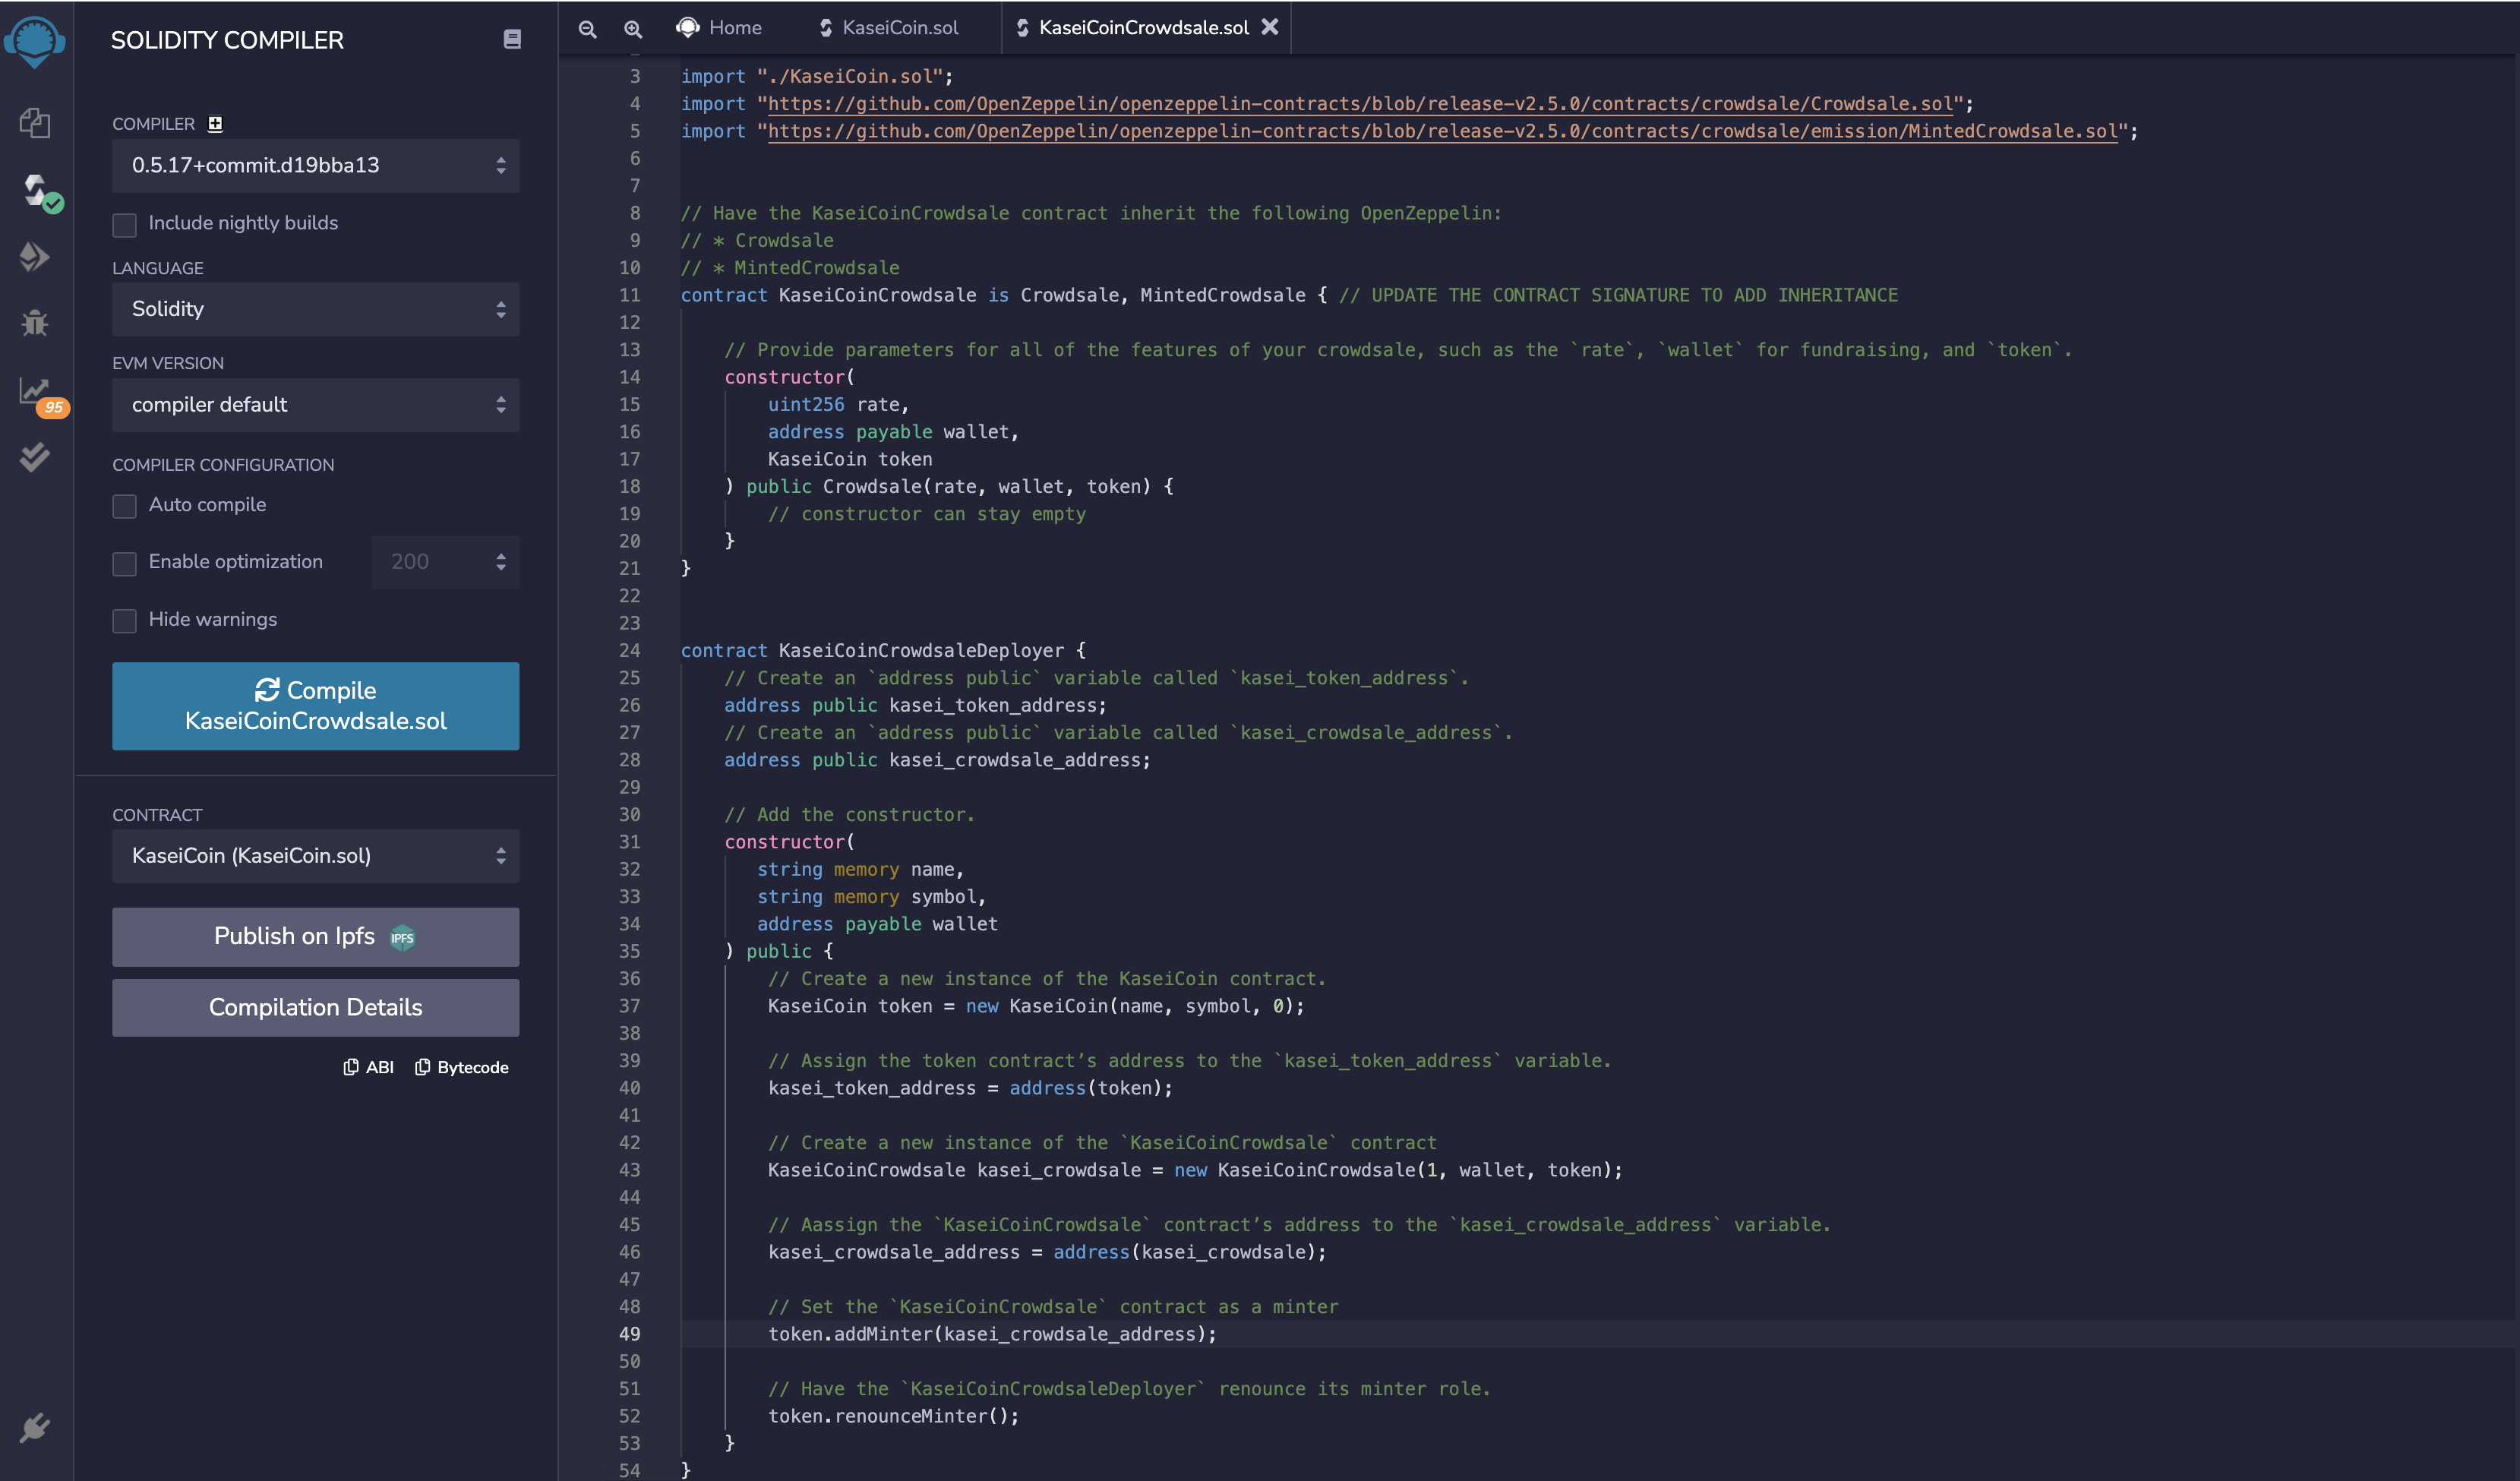 SOLIDITY COMPILER
COMPILER
0.5.17+commit.d19bba13
Include nightly builds
LANGUAGE
Solidity
EVM VERSION
compiler default
COMPILER CONFIGURATION
Auto compile
Enable optimization 200
Hide warnings
Compile
KaseiCoinCrowdsale.sol
CONTRACT
KaseiCoin (KaseiCoin.sol)
Publish on Ipfs IPFS
Compilation Details
ABI Bytecode
95
Home KaseiCoin.sol KaseiCoinCrowdsale.sol
3 import "./KaseiCoin.sol";
4 import "https://github.com/OpenZeppelin/openzeppelin-contracts/blob/release-v2.5.0/contracts/crowdsale/Crowdsale.sol";
5 import "https://github.com/OpenZeppelin/openzeppelin-contracts/blob/release-v2.5.0/contracts/crowdsale/emission/MintedCrowdsale.sol";
6
7
8 // Have the KaseiCoinCrowdsale contract inherit the following OpenZeppelin:
9 // * Crowdsale
10 // * MintedCrowdsale
11 contract KaseiCoinCrowdsale is Crowdsale, MintedCrowdsale { // UPDATE THE CONTRACT SIGNATURE TO ADD INHERITANCE
12
13 // Provide parameters for all of the features of your crowdsale, such as the `rate`, `wallet` for fundraising, and `token`.
14 constructor(
15 uint256 rate,
16 address payable wallet,
17 KaseiCoin token
18 ) public Crowdsale(rate, wallet, token) {
19 // constructor can stay empty
20 }
21 }
22
23
24 contract KaseiCoinCrowdsaleDeployer {
25 // Create an `address public` variable called `kasei_token_address`.
26 address public kasei_token_address;
27 // Create an `address public` variable called `kasei_crowdsale_address`.
28 address public kasei_crowdsale_address;
29
30 // Add the constructor.
31 constructor(
32 string memory name,
33 string memory symbol,
34 address payable wallet
35 ) public {
36 // Create a new instance of the KaseiCoin contract.
37 KaseiCoin token = new KaseiCoin(name, symbol, 0);
38
39 // Assign the token contract’s address to the `kasei_token_address` variable.
40 kasei_token_address = address(token);
41
42 // Create a new instance of the `KaseiCoinCrowdsale` contract
43 KaseiCoinCrowdsale kasei_crowdsale = new KaseiCoinCrowdsale(1, wallet, token);
44
45 // Aassign the `KaseiCoinCrowdsale` contract’s address to the `kasei_crowdsale_address` variable.
46 kasei_crowdsale_address = address(kasei_crowdsale);
47
48 // Set the `KaseiCoinCrowdsale` contract as a minter
49 token.addMinter(kasei_crowdsale_address);
50
51 // Have the `KaseiCoinCrowdsaleDeployer` renounce its minter role.
52 token.renounceMinter();
53 }
54 }